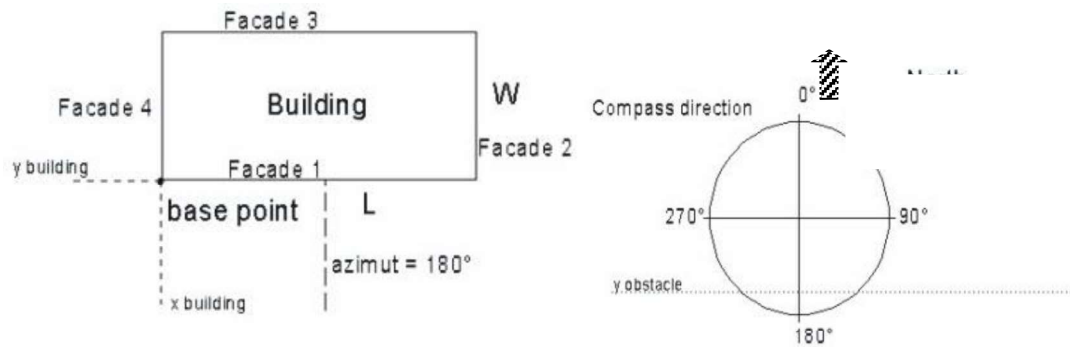 Facade 3
Facade 4
Building
W
Facade 2
y building
Facade 1
base point
L
azimut = 180°
x building
Compass direction
0°
270°
90°
y obstacle
180°